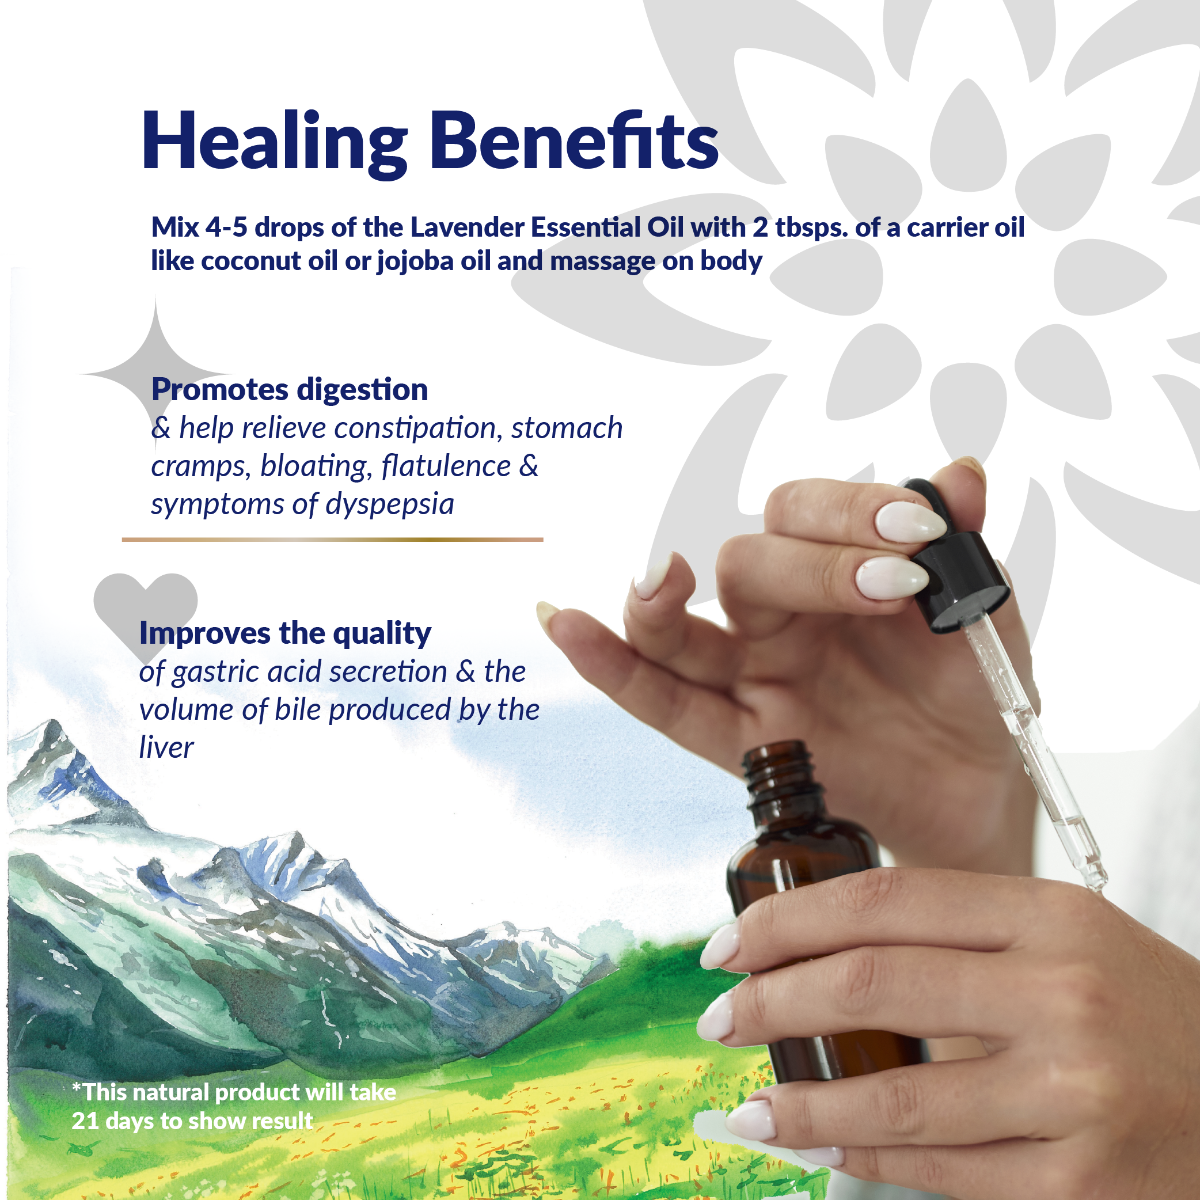 Healing Benefits
Mix 4-5 drops of the Lavender Essential Oil with 2 tbsps. of a carrier oil
like coconut oil or jojoba oil and massage on body
Promotes digestion
& help relieve constipation, stomach
cramps, bloating, flatulence &
symptoms of dyspepsia
Improves the quality
of gastric acid secretion & the
volume of bile produced by the
liver
*This natural product will take
21 days to show result